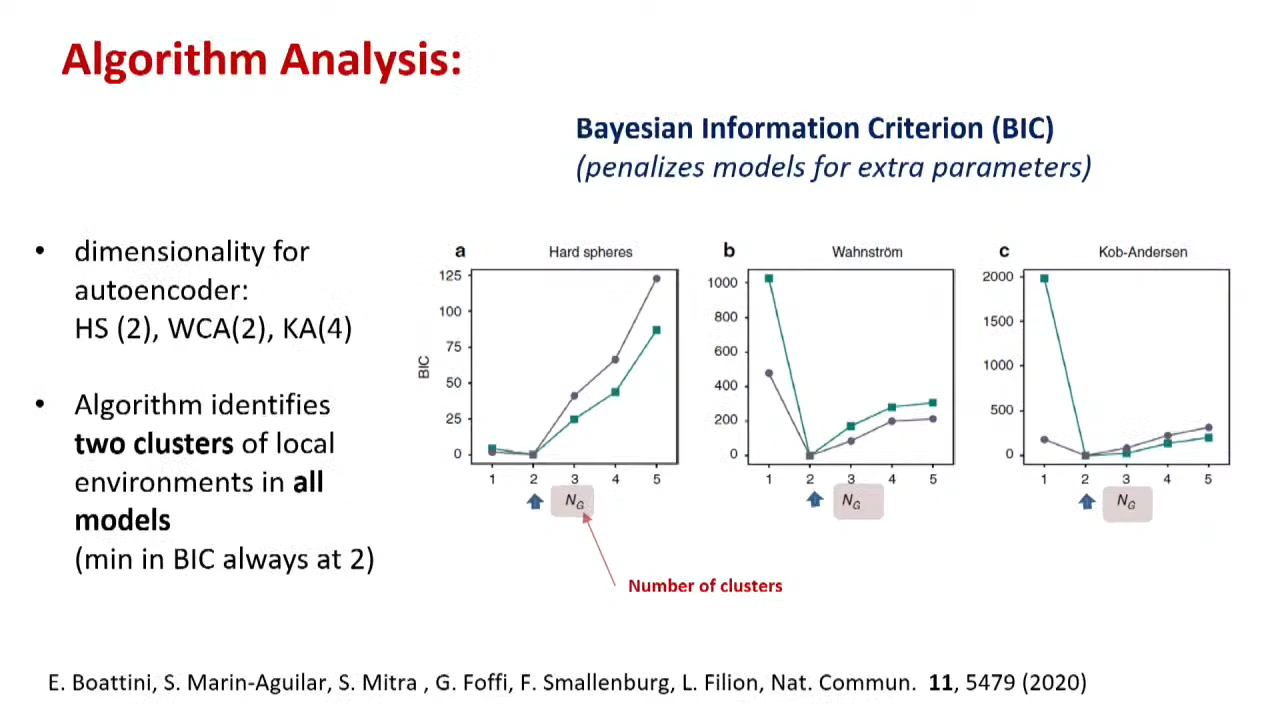 Algorithm Analysis:
Bayesian Information Criterion (BIC)
(penalizes models for extra parameters)
• dimensionality for
autoencoder:
HS (2), WCA(2), KA(4)
• Algorithm identifies
two clusters of local
environments in all
models
(min in BIC always at 2)
a Hard spheres
125
100
75
50
25
0
BIC
1 2 3 4 5
N_G
b Wahnström
1000
800
600
400
200
0
1 2 3 4 5
N_G
c Kob-Andersen
2000
1500
1000
500
0
1 2 3 4 5
N_G
Number of clusters
E. Boattini, S. Marin-Aguilar, S. Mitra , G. Foffi, F. Smallenburg, L. Filion, Nat. Commun. 11, 5479 (2020)